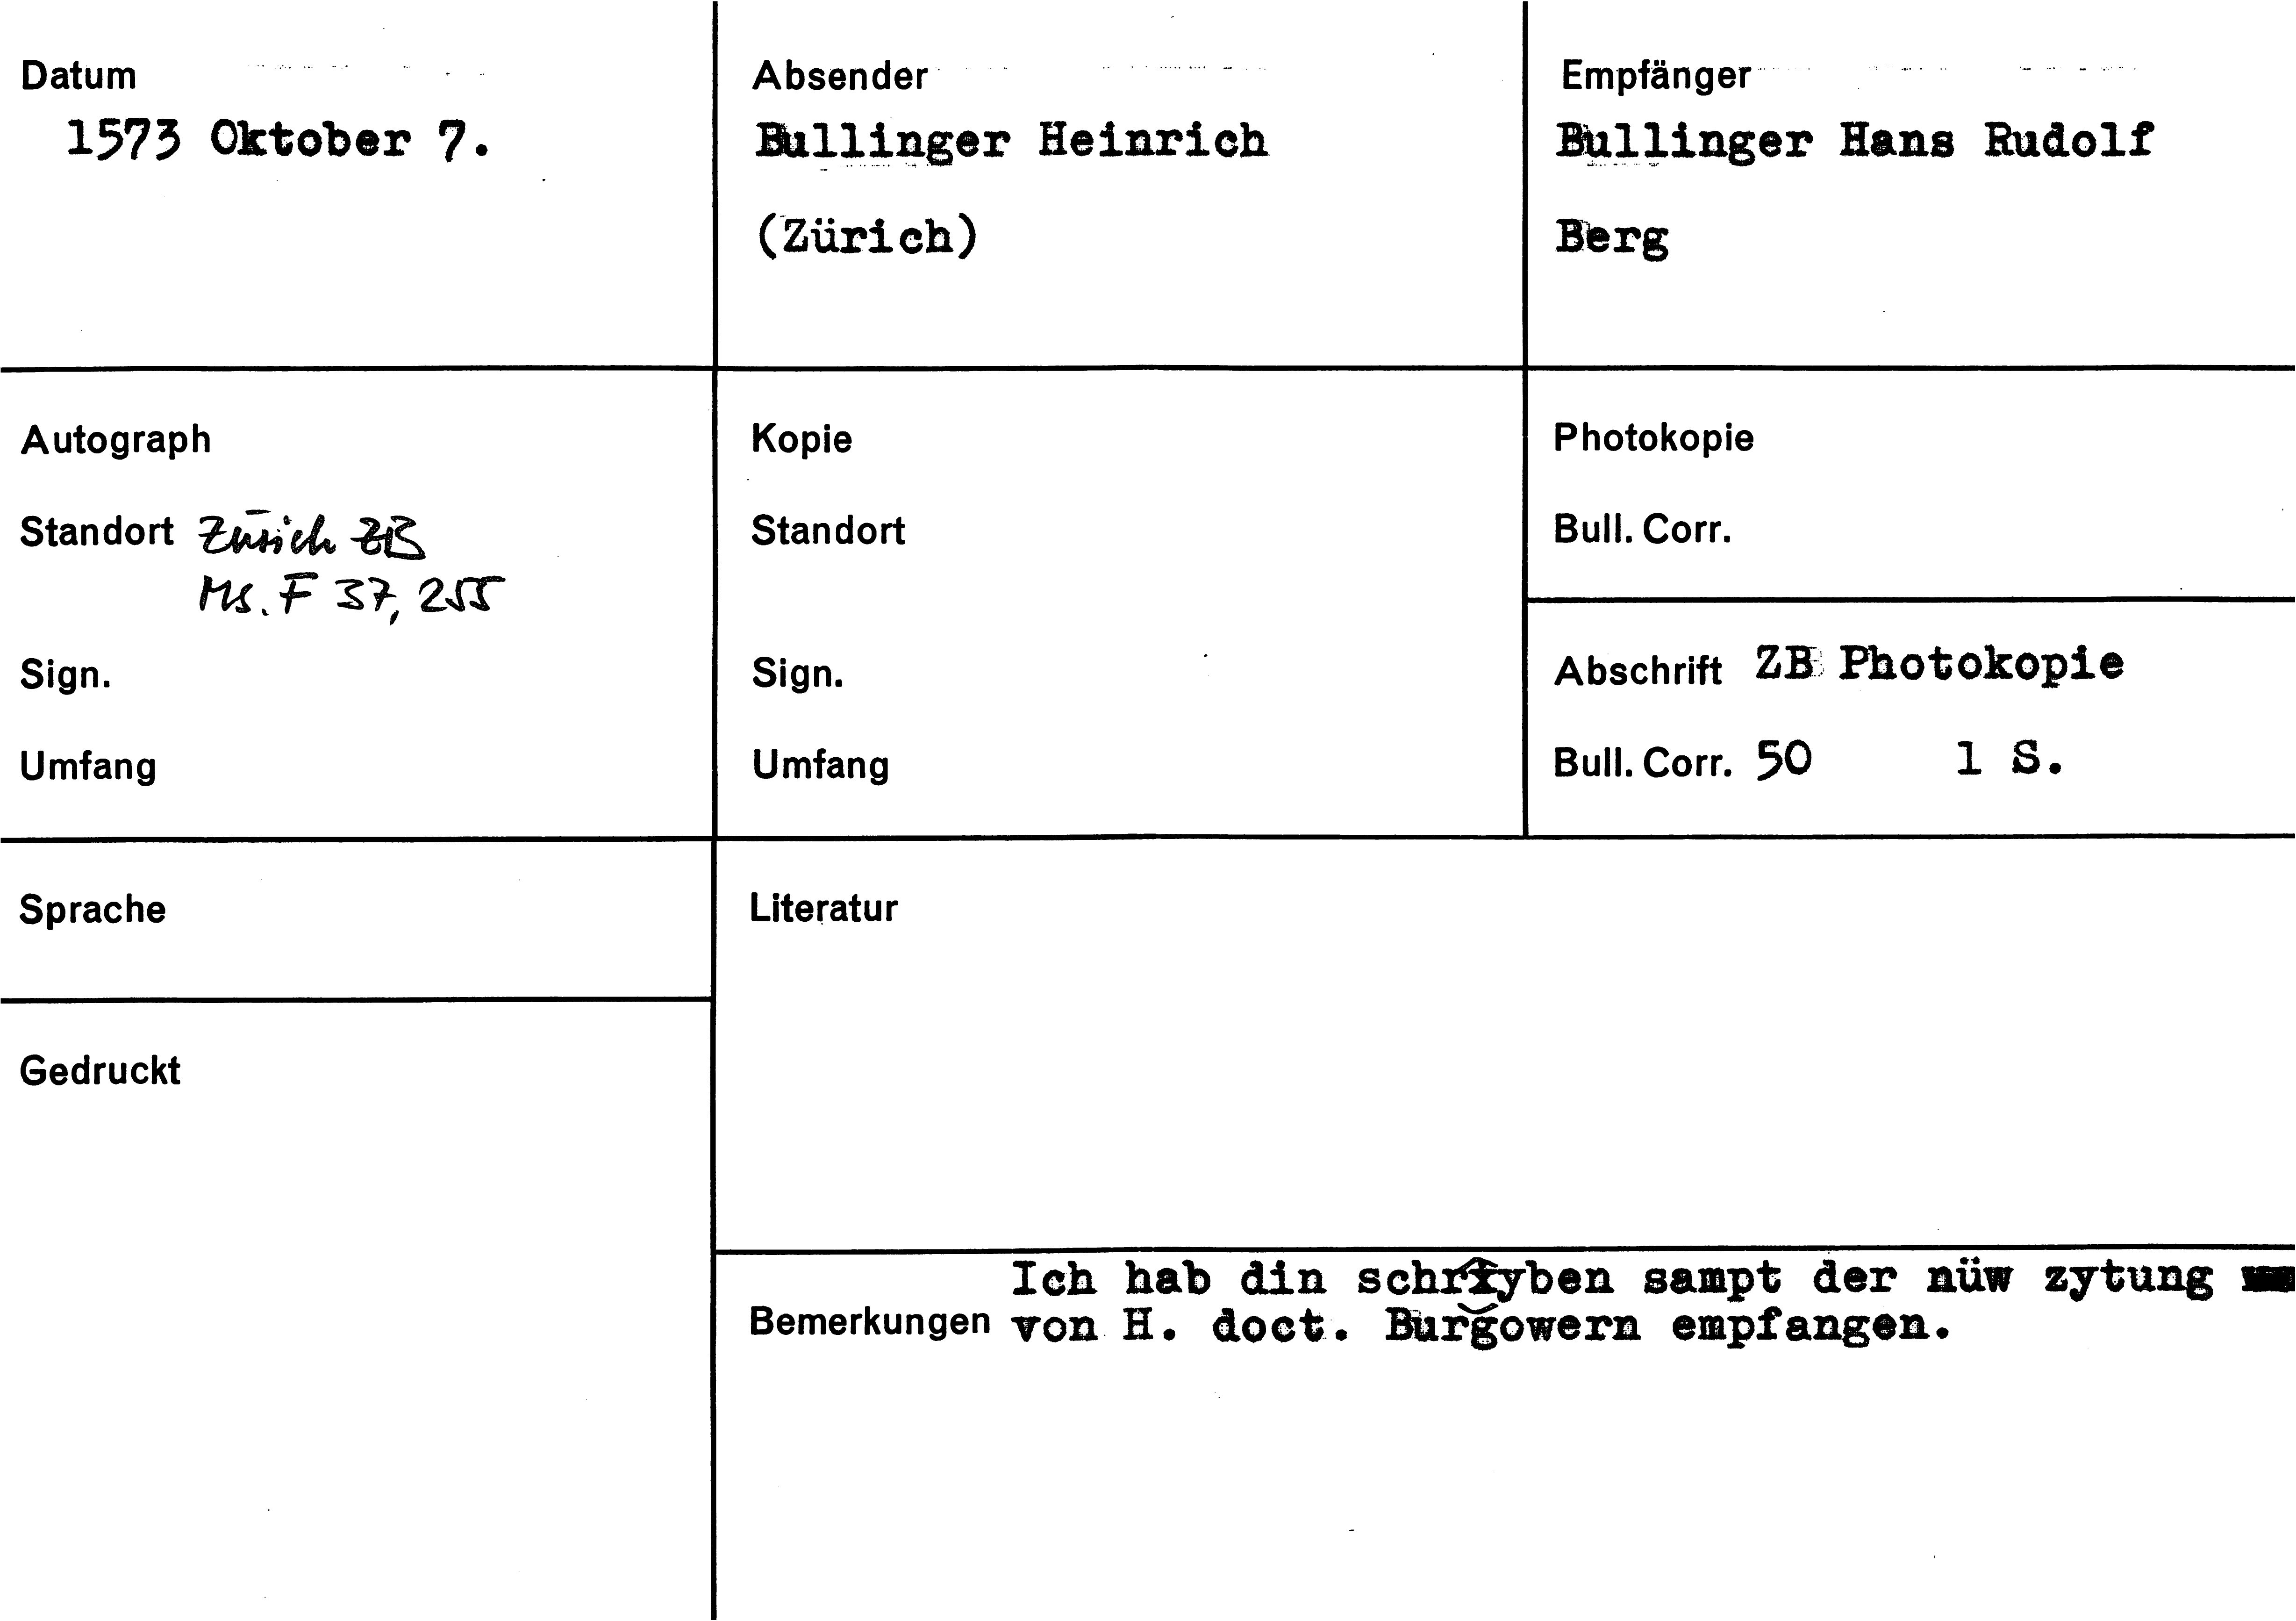 Datum
1573 Oktober 7.
Absender
Bullinger Heinrich
(Zürich)
Empfänger
Bullinger Hans Rudolf
Berg
Autograph
Standort Zürich ZB
Ms. F 37, 255
Sign.
Umfang
Kopie
Standort
Sign.
Umfang
Photokopie
Bull. Corr.
Abschrift ZB Photokopie
Bull. Corr. 50 1 S.
Sprache
Gedruckt
Literatur
Bemerkungen
Ich hab din schryben sampt der nüw zytung
von H. doct. Burgowern empfangen.